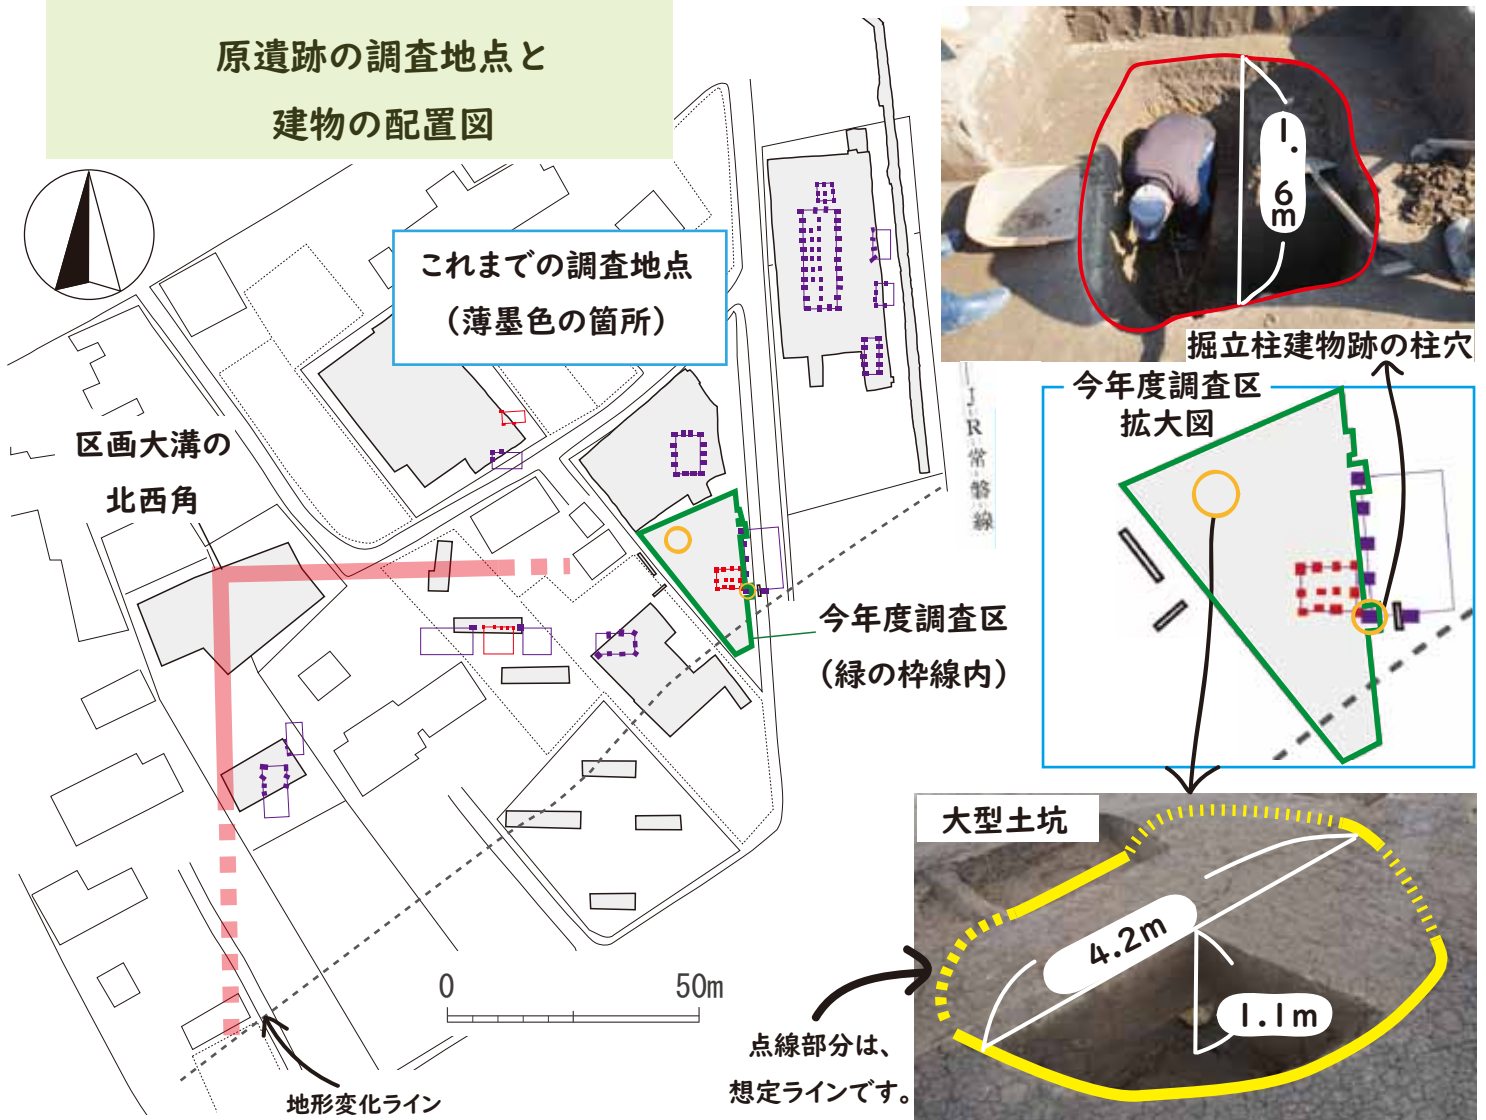 原遺跡の調査地点と
建物の配置図
これまでの調査地点
（薄墨色の箇所）
区画大溝の
北西角
JR常磐線
1.6m
掘立柱建物跡の柱穴
今年度調査区
拡大図
今年度調査区
（緑の枠線内）
大型土坑
4.2m
1.1m
0 50m
点線部分は、
想定ラインです。
地形変化ライン